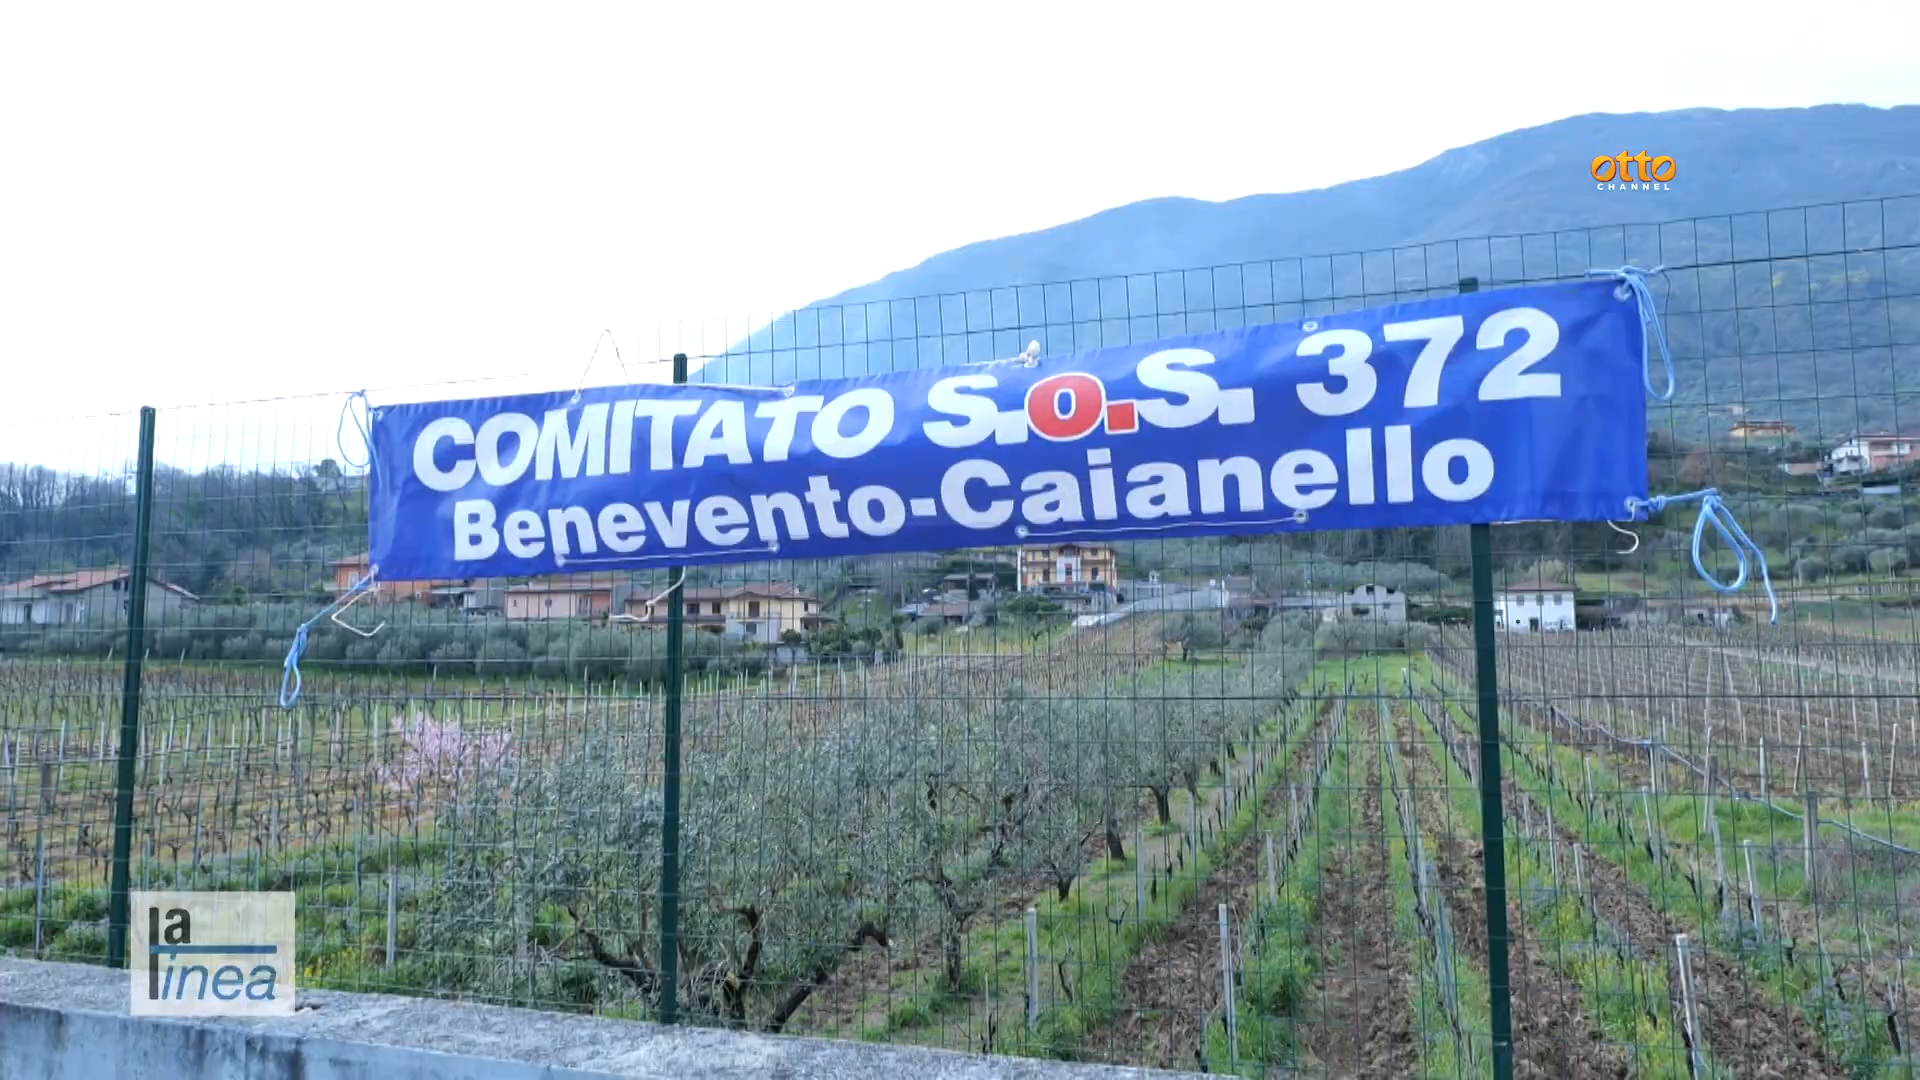 otto
CHANNEL
COMITATO S.o.S. 372
Benevento-Caianello
la
linea